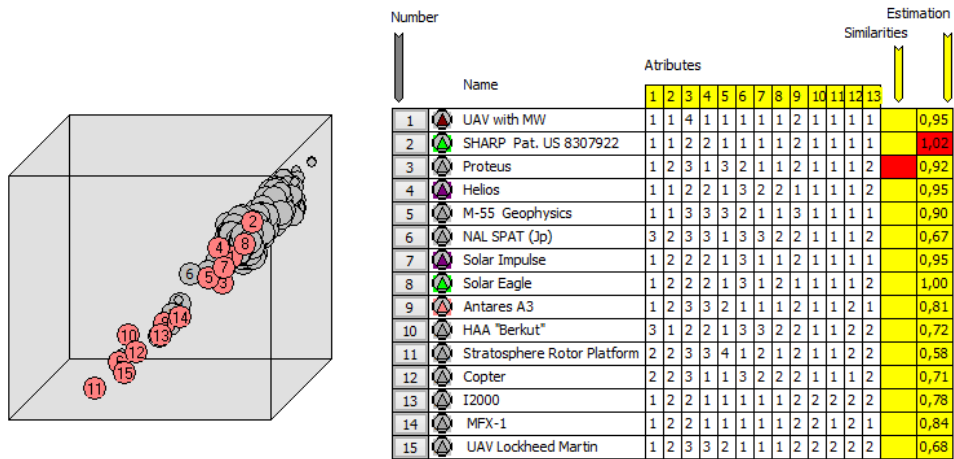 2
4
8
7
6
5
3
14
13
10
12
15
11
Number
Estimation
Similarities
Atributes
Name
1 2 3 4 5 6 7 8 9 10 11 12 13
1 UAV with MW 1 1 4 1 1 1 1 1 2 1 1 1 1 0,95
2 SHARP Pat. US 8307922 1 1 2 2 1 1 1 1 2 1 1 1 1 1,02
3 Proteus 1 2 3 1 3 2 1 1 2 1 1 1 2 0,92
4 Helios 1 1 2 2 1 3 2 2 1 1 1 1 2 0,95
5 M-55 Geophysics 1 1 3 3 3 2 1 1 3 1 1 1 1 0,90
6 NAL SPAT (Jp) 3 2 3 3 1 3 3 2 2 1 1 1 2 0,67
7 Solar Impulse 1 1 2 2 1 3 1 1 2 1 1 1 1 0,95
8 Solar Eagle 1 1 2 2 1 3 1 2 1 1 1 1 2 1,00
9 Antares A3 1 2 3 3 2 1 1 1 2 1 1 2 1 0,81
10 HAA "Berkut" 3 1 2 2 1 3 3 2 2 1 1 2 2 0,72
11 Stratosphere Rotor Platform 2 2 3 3 4 1 2 1 2 1 1 2 2 0,58
12 Copter 2 2 3 1 1 3 2 2 2 1 1 1 2 0,71
13 I2000 1 2 2 1 1 1 1 1 2 2 2 2 2 0,78
14 MFX-1 1 2 2 1 1 1 1 1 2 1 1 2 2 0,84
15 UAV Lockheed Martin 1 2 3 3 2 1 1 1 2 2 2 2 2 0,68